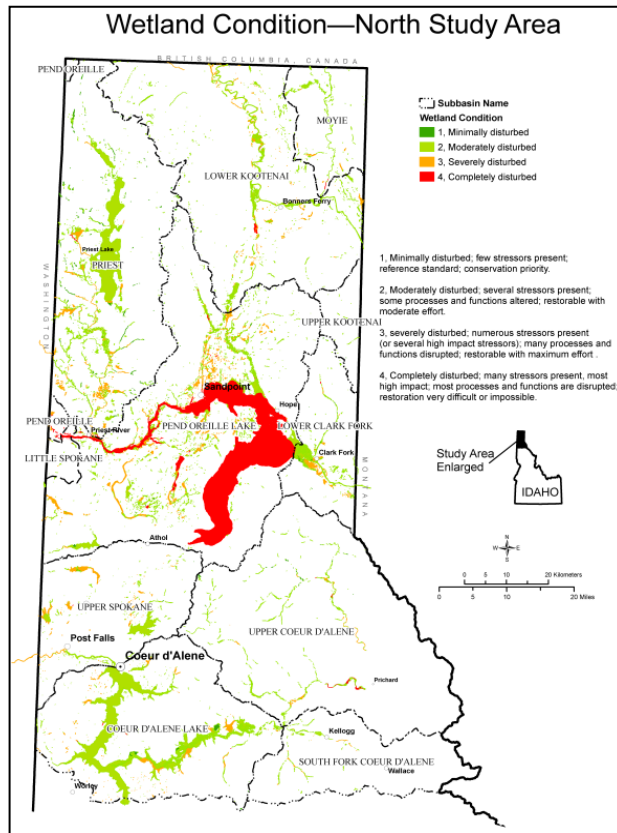 Wetland Condition—North Study Area
BRITISH COLUMBIA, CANADA
PEND OREILLE
MOYIE
LOWER KOOTENAI
Bonners Ferry
Priest Lake
PRIEST
WASHINGTON
UPPER KOOTENAI
Sandpoint
Hope
PEND OREILLE
Priest River
PEND OREILLE LAKE
LOWER CLARK FORK
LITTLE SPOKANE
Clark Fork
MONTANA
Athol
UPPER SPOKANE
Post Falls
UPPER COEUR D'ALENE
Coeur d'Alene
Prichard
COEUR D'ALENE LAKE
Kellogg
SOUTH FORK COEUR D'ALENE
Wallace
Worley
Subbasin Name
Wetland Condition
1, Minimally disturbed
2, Moderately disturbed
3, Severely disturbed
4, Completely disturbed
1, Minimally disturbed; few stressors present;
reference standard; conservation priority.
2, Moderately disturbed; several stressors present;
some processes and functions altered; restorable with
moderate effort.
3, severely disturbed; numerous stressors present
(or several high impact stressors); many processes and
functions disrupted; restorable with maximum effort .
4, Completely disturbed; many stressors present, most
high impact; most processes and functions are disrupted;
restoration very difficult or impossible.
Study Area
Enlarged
IDAHO
N
W E
S
0 5 10 20 Kilometers
0 5 10 20 Miles